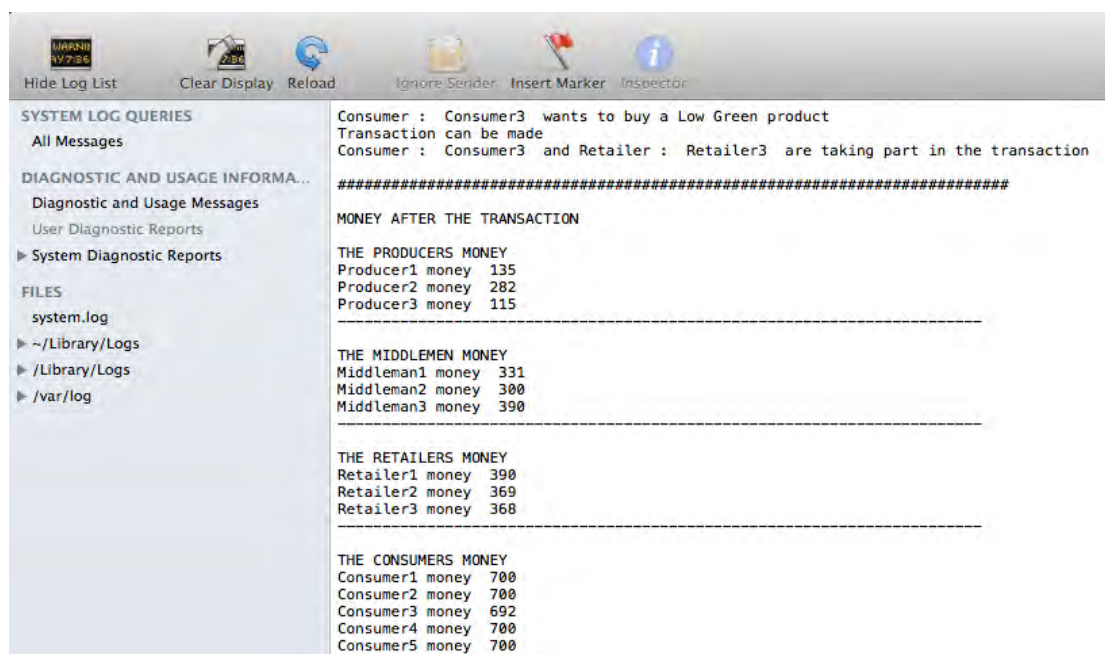 WARNIN
AY 7:36
7:36
Hide Log List Clear Display Reload Ignore Sender Insert Marker Inspector
SYSTEM LOG QUERIES
All Messages
DIAGNOSTIC AND USAGE INFORMA...
Diagnostic and Usage Messages
User Diagnostic Reports
System Diagnostic Reports
FILES
system.log
~/Library/Logs
/Library/Logs
/var/log
Consumer : Consumer3 wants to buy a Low Green product
Transaction can be made
Consumer : Consumer3 and Retailer : Retailer3 are taking part in the transaction
###########################################################################
MONEY AFTER THE TRANSACTION
THE PRODUCERS MONEY
Producer1 money 135
Producer2 money 282
Producer3 money 115
------------------------------------------------------------------------
THE MIDDLEMEN MONEY
Middleman1 money 331
Middleman2 money 300
Middleman3 money 390
------------------------------------------------------------------------
THE RETAILERS MONEY
Retailer1 money 390
Retailer2 money 369
Retailer3 money 368
------------------------------------------------------------------------
THE CONSUMERS MONEY
Consumer1 money 700
Consumer2 money 700
Consumer3 money 692
Consumer4 money 700
Consumer5 money 700